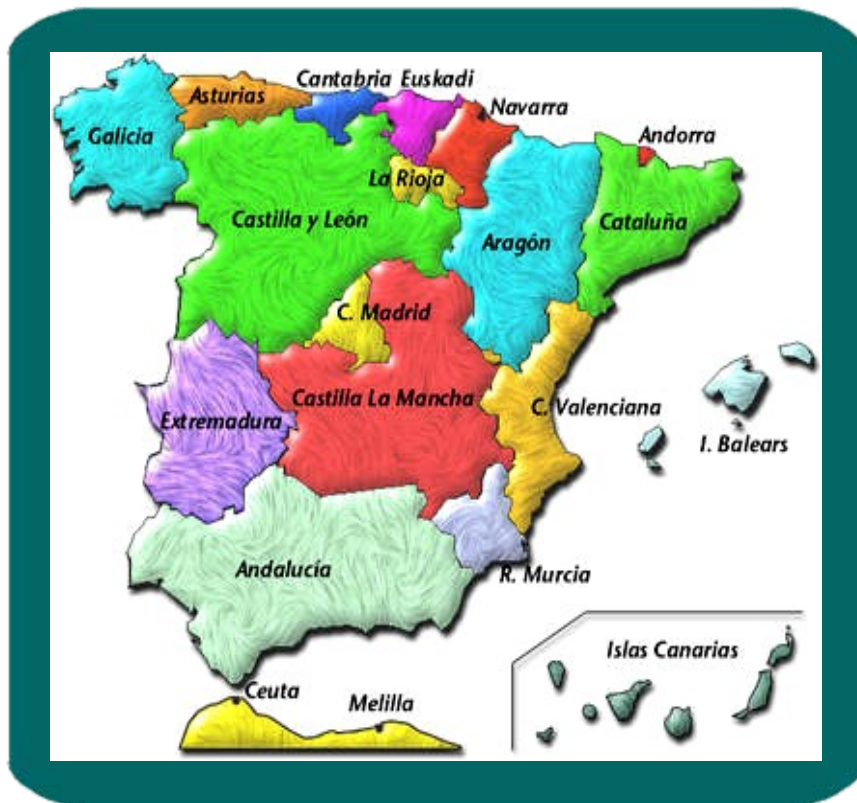 Cantabria Euskadi
Asturias
Navarra
Galicia
Andorra
La Rioja
Castilla y León
Aragón
Cataluña
C. Madrid
Castilla La Mancha
C. Valenciana
Extremadura
I. Balears
Andalucía
R. Murcia
Islas Canarias
Ceuta
Melilla